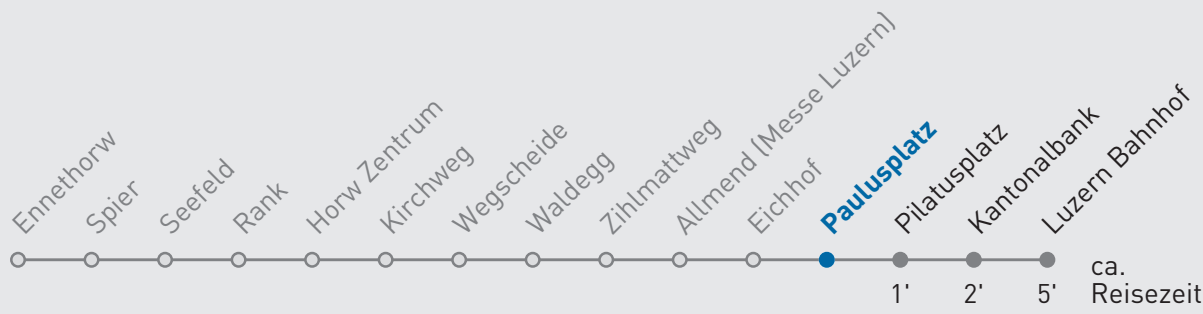 Ennethorw
Spier
Seefeld
Rank
Horw Zentrum
Kirchweg
Wegscheide
Waldegg
Zihlmattweg
Allmend (Messe Luzern)
Eichhof
Paulusplatz
Pilatusplatz
Kantonalbank
Luzern Bahnhof
1' 2' 5' ca.
Reisezeit